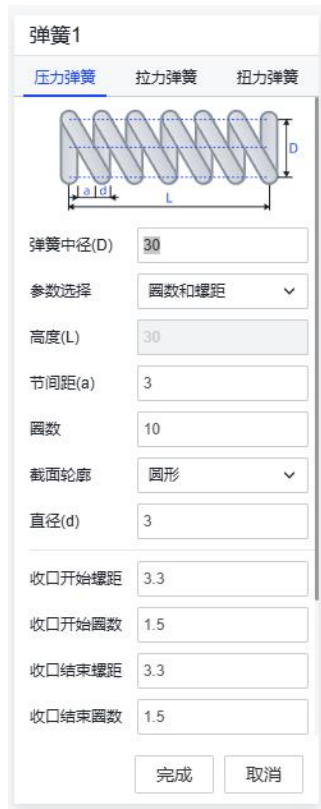 弹簧1
压力弹簧 拉力弹簧 扭力弹簧
D
a d
L
弹簧中径(D) 30
参数选择 圈数和螺距
高度(L) 30
节间距(a) 3
圈数 10
截面轮廓 圆形
直径(d) 3
收口开始螺距 3.3
收口开始圈数 1.5
收口结束螺距 3.3
收口结束圈数 1.5
完成 取消